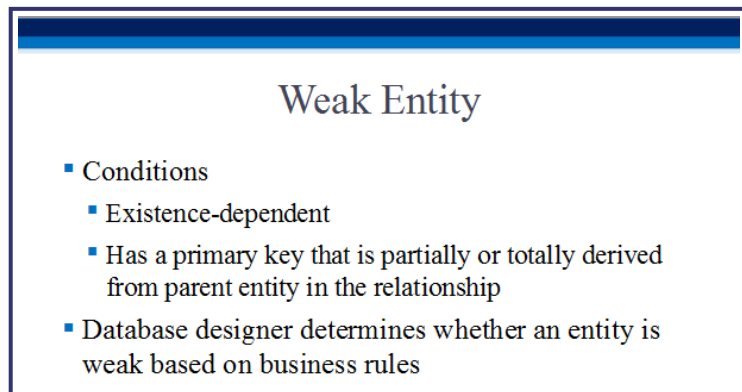 Weak Entity
▪ Conditions
▪ Existence-dependent
▪ Has a primary key that is partially or totally derived
from parent entity in the relationship
▪ Database designer determines whether an entity is
weak based on business rules